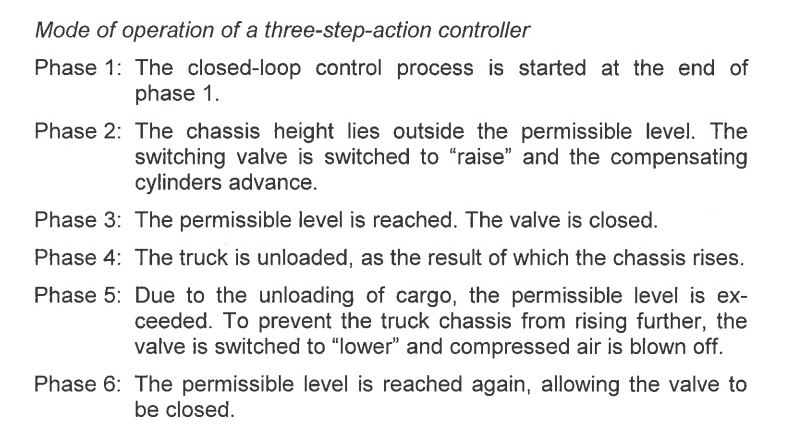 Mode of operation of a three-step-action controller
Phase 1: The closed-loop control process is started at the end of
phase 1.
Phase 2: The chassis height lies outside the permissible level. The
switching valve is switched to “raise” and the compensating
cylinders advance.
Phase 3: The permissible level is reached. The valve is closed.
Phase 4: The truck is unloaded, as the result of which the chassis rises.
Phase 5: Due to the unloading of cargo, the permissible level is ex-
ceeded. To prevent the truck chassis from rising further, the
valve is switched to “lower” and compressed air is blown off.
Phase 6: The permissible level is reached again, allowing the valve to
be closed.